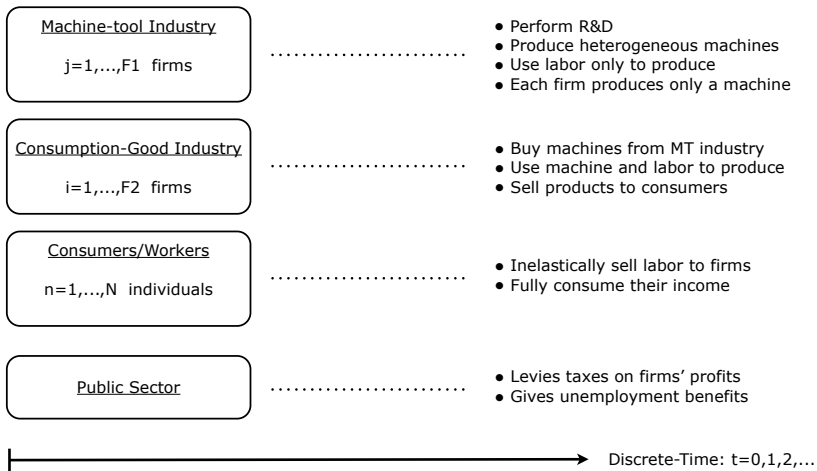 Machine-tool Industry
j=1,...,F1 firms
● Perform R&D
● Produce heterogeneous machines
● Use labor only to produce
● Each firm produces only a machine
Consumption-Good Industry
i=1,...,F2 firms
● Buy machines from MT industry
● Use machine and labor to produce
● Sell products to consumers
Consumers/Workers
n=1,...,N individuals
● Inelastically sell labor to firms
● Fully consume their income
Public Sector
● Levies taxes on firms’ profits
● Gives unemployment benefits
Discrete-Time: t=0,1,2,...